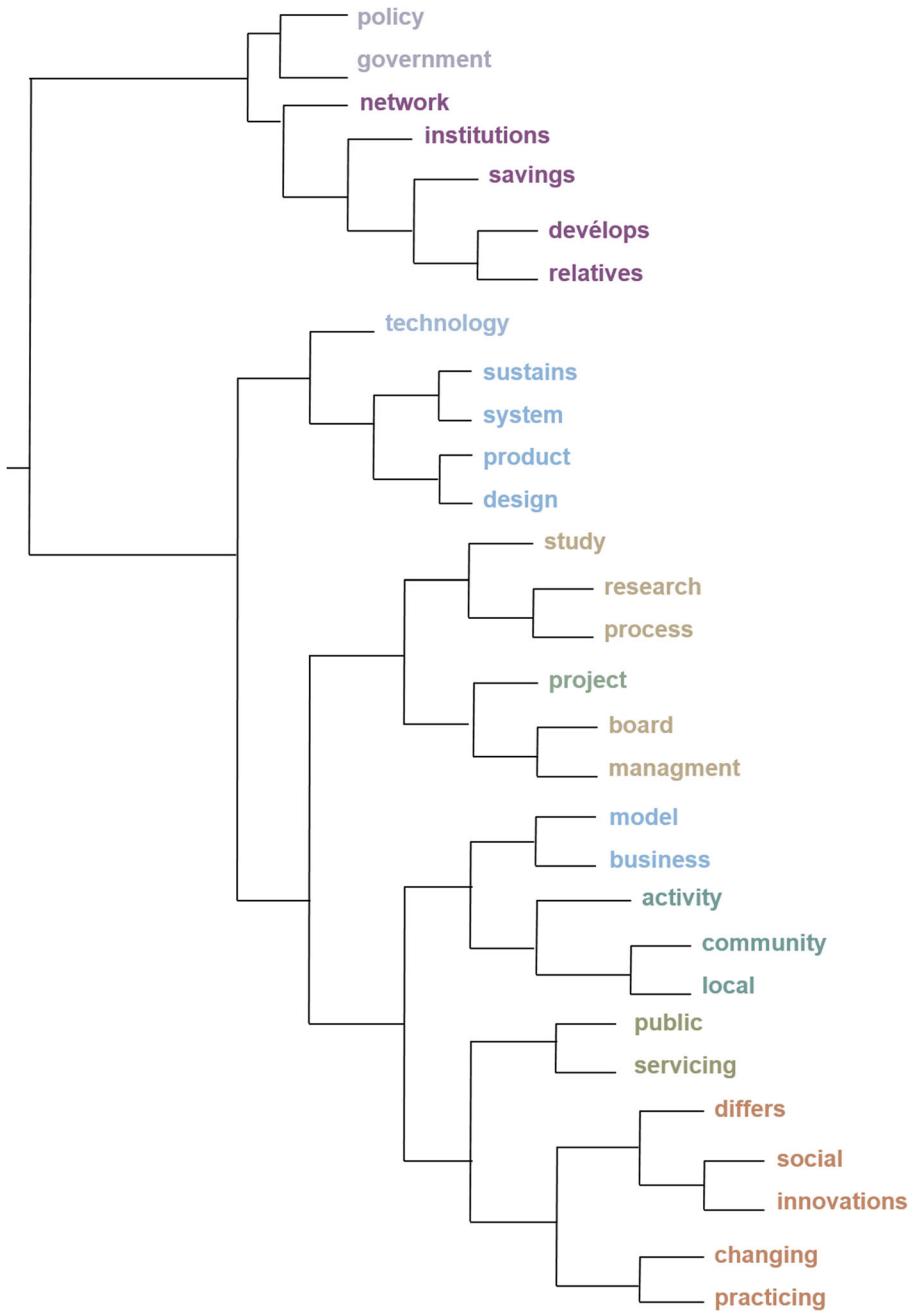 policy
government
network
institutions
savings
devélops
relatives
technology
sustains
system
product
design
study
research
process
project
board
managment
model
business
activity
community
local
public
servicing
differs
social
innovations
changing
practicing